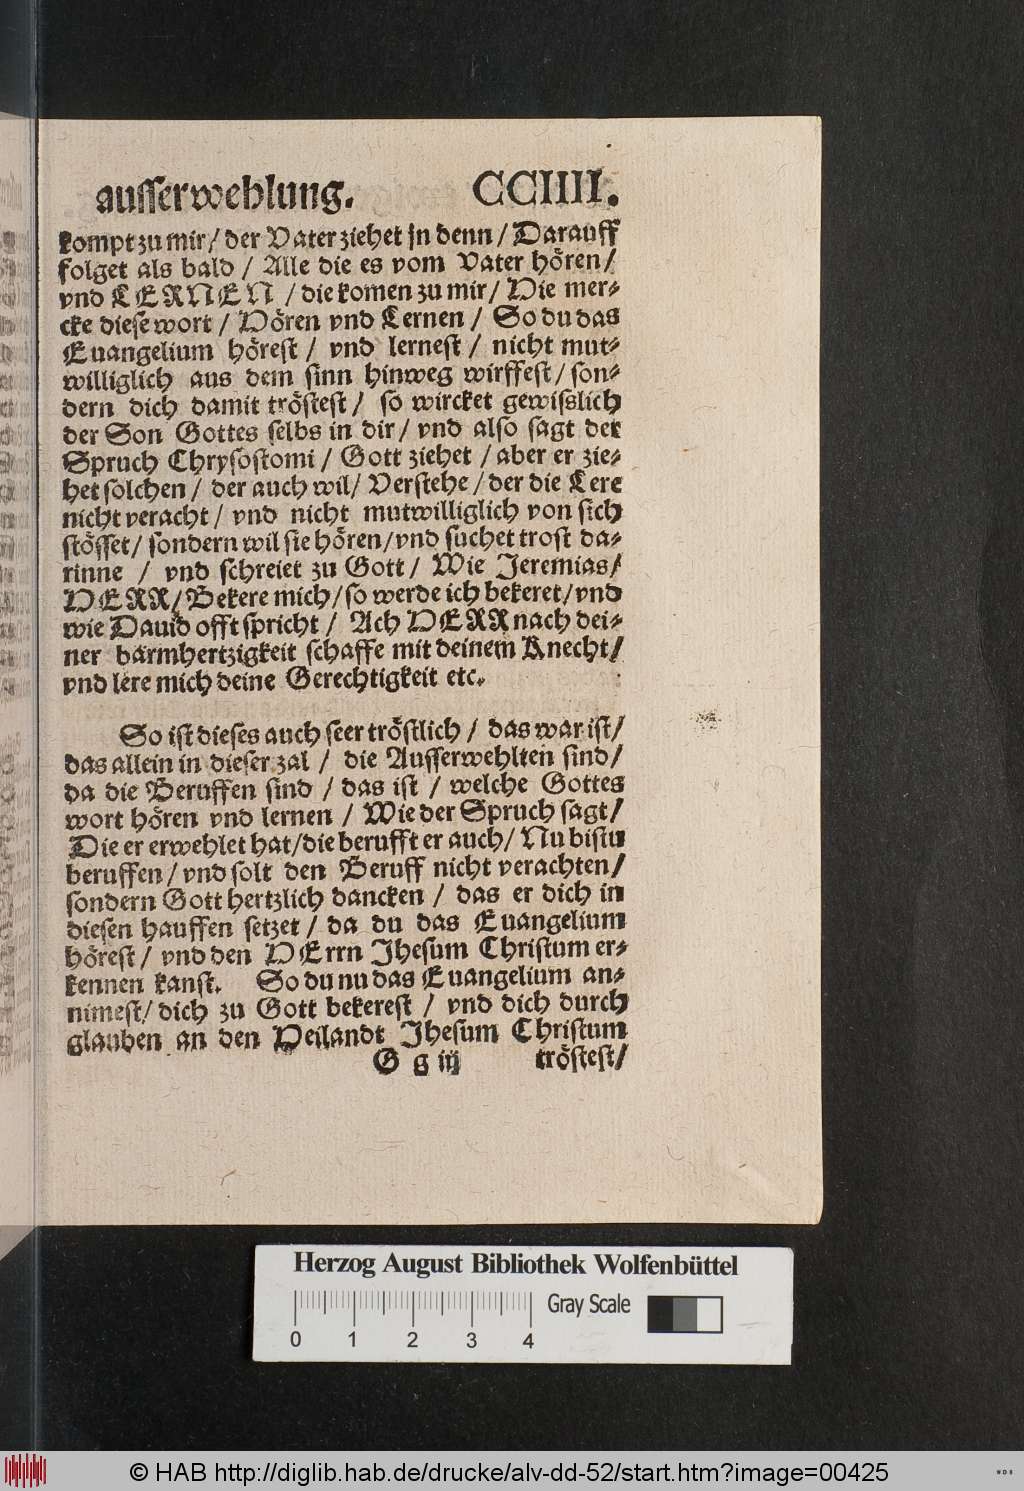 ausserwehlung. CCIIII.
kompt zu mir / der Vater ziehet jn denn / Darauff
folget als bald / Alle die es vom Vater hören /
vnd LERNEN / die komen zu mir / Hie mer-
cke diese wort / Hören vnd Lernen / So du das
Euangelium hörest / vnd lernest / nicht mut-
williglich aus dem sinn hinweg wirffest / son-
dern dich damit tröstest / so wircket gewisslich
der Son Gottes selbs in dir / vnd also sagt der
Spruch Chrysostomi / Gott ziehet / aber er zie-
het solchen / der auch wil / Verstehe / der die Lere
nicht veracht / vnd nicht mutwilliglich von sich
stösset / sondern wil sie hören / vnd suchet trost da-
rinne / vnd schreiet zu Gott / Wie Jeremias /
HERR / Bekere mich / so werde ich bekeret / vnd
wie Dauid offt spricht / Ach HERR nach dei-
ner barmhertzigkeit schaffe mit deinem Knecht /
vnd lere mich deine Gerechtigkeit etc.
So ist dieses auch seer tröstlich / das war ist /
das allein in dieser zal / die Ausserwehlten sind /
da die Beruffen sind / das ist / welche Gottes
wort hören vnd lernen / Wie der Spruch sagt /
Die er erwehlet hat / die berufft er auch / Nu bistu
beruffen / vnd solt den Beruff nicht verachten /
sondern Gott hertzlich dancken / das er dich in
diesen hauffen setzet / da du das Euangelium
hörest / vnd den HErrn Jhesum Christum er-
kennen kanst. So du nu das Euangelium an-
nimest / dich zu Gott bekerest / vnd dich durch
glauben an den Heilandt Jhesum Christum
G g iij tröstest /
Herzog August Bibliothek Wolfenbüttel
0 1 2 3 4 Gray Scale
© HAB http://diglib.hab.de/drucke/alv-dd-52/start.htm?image=00425